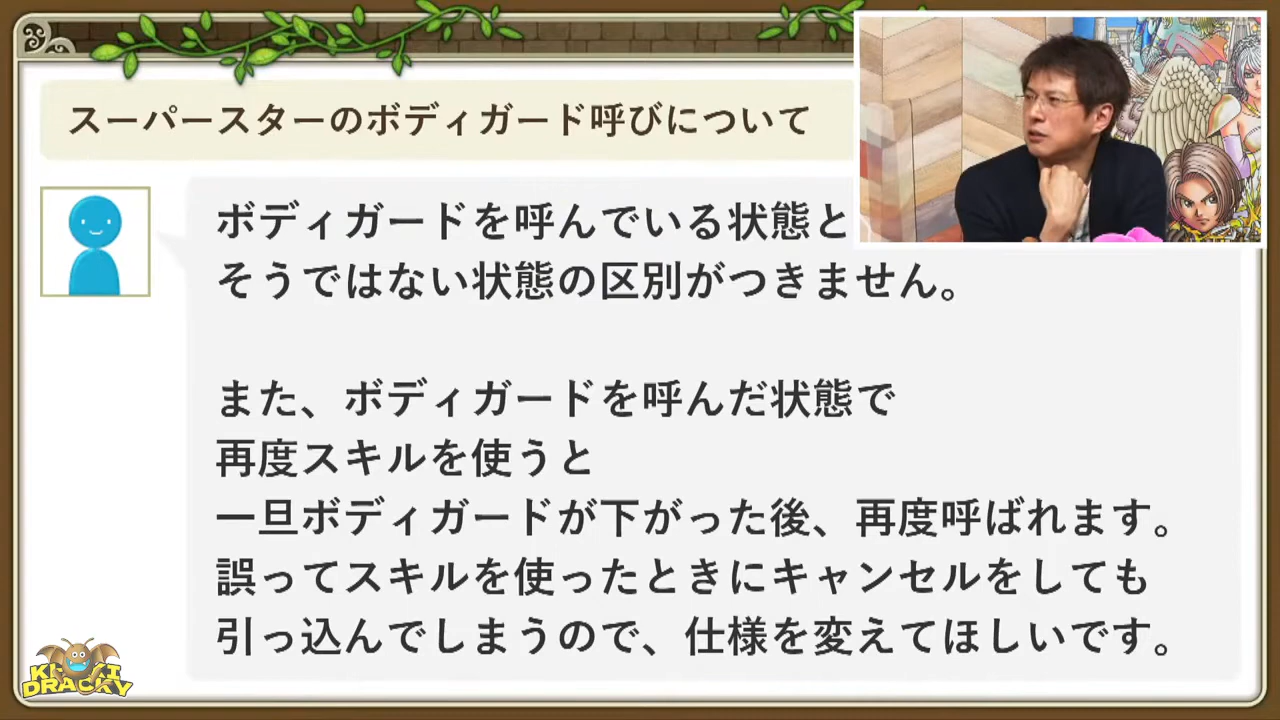 スーパースターのボディガード呼びについて
ボディガードを呼んでいる状態と
そうではない状態の区別がつきません。
また、ボディガードを呼んだ状態で
再度スキルを使うと
一旦ボディガードが下がった後、再度呼ばれます。
誤ってスキルを使ったときにキャンセルをしても
引っ込んでしまうので、仕様を変えてほしいです。
DRACKY